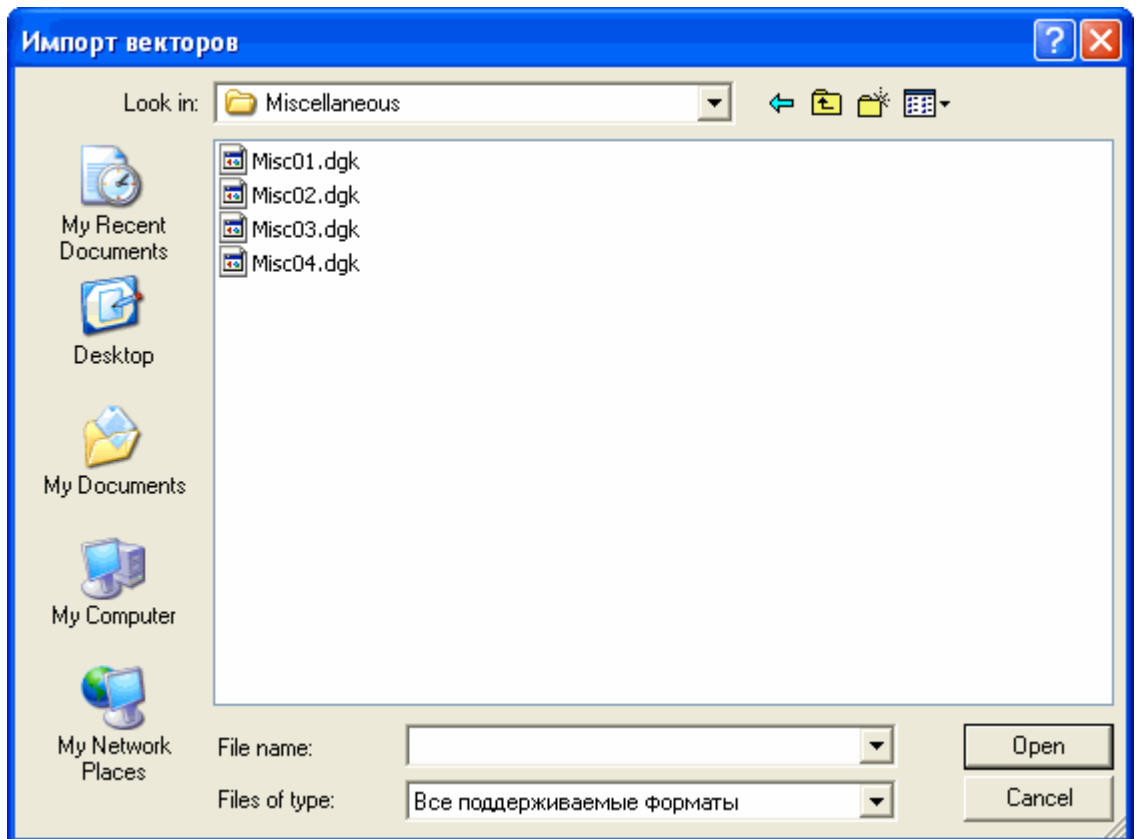 Импорт векторов
Look in: Miscellaneous
Misc01.dgk
Misc02.dgk
Misc03.dgk
Misc04.dgk
My Recent
Documents
Desktop
My Documents
My Computer
My Network
Places
File name:
Open
Files of type: Все поддерживаемые форматы
Cancel